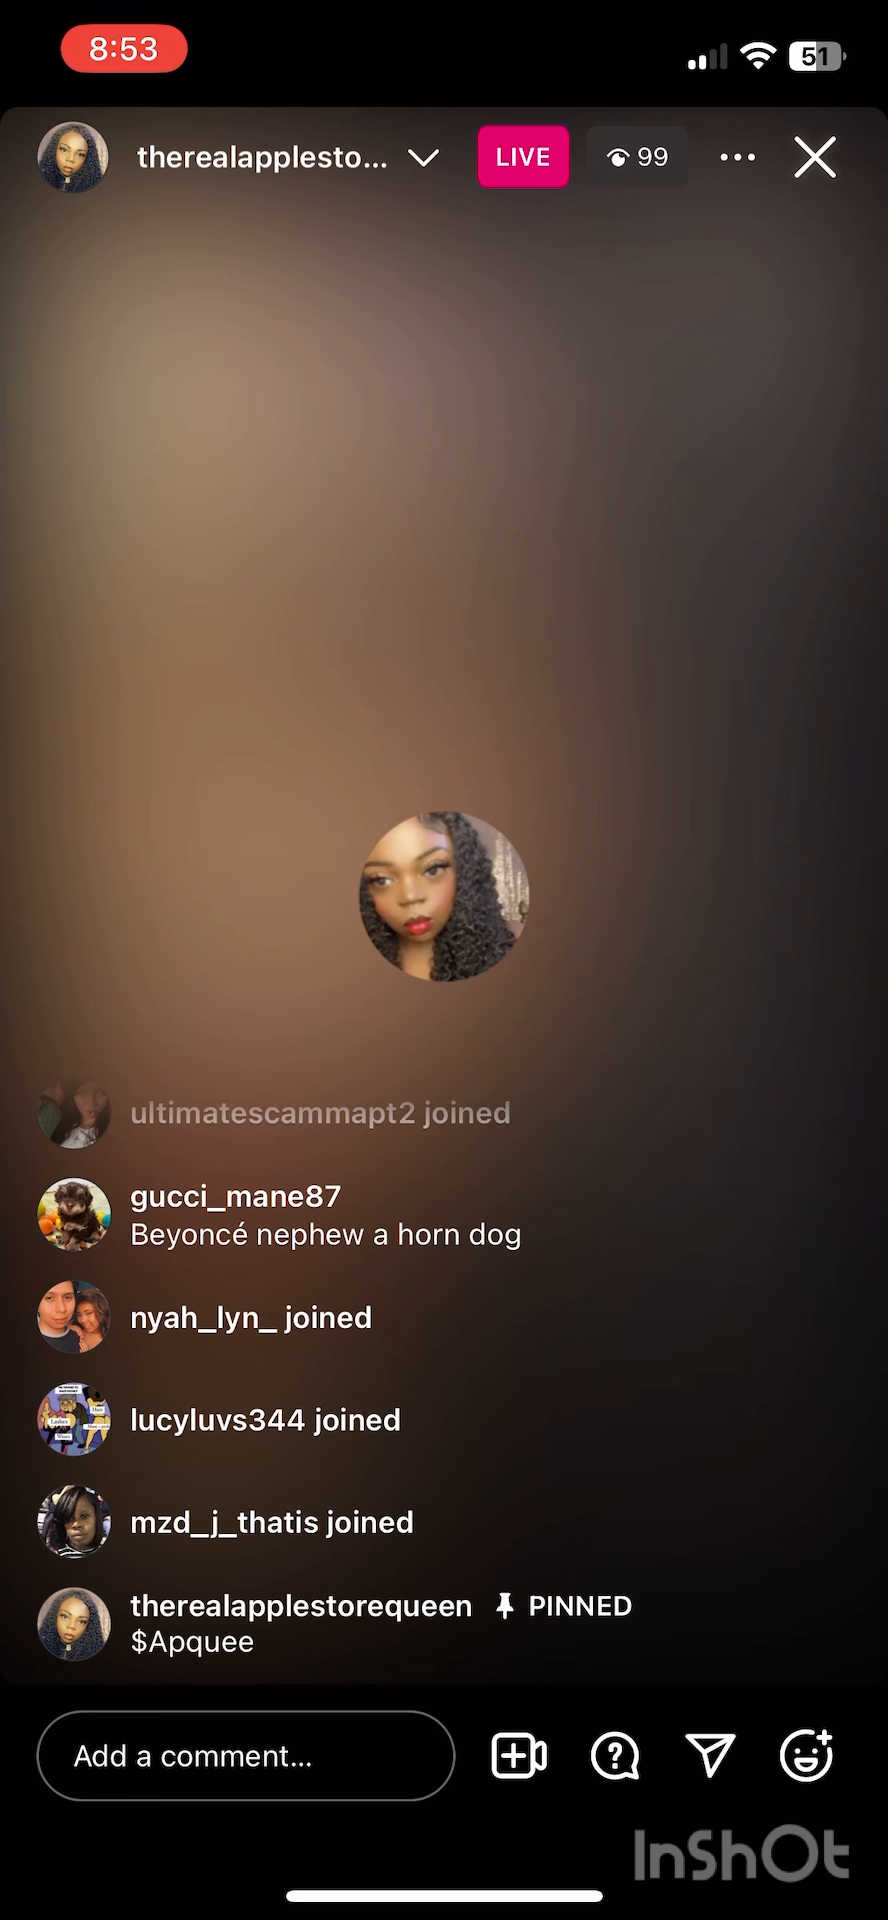 8:53
51
therealapplesto...
LIVE
99
ultimatescammapt2 joined
gucci_mane87
Beyoncé nephew a horn dog
nyah_lyn_ joined
lucyluvs344 joined
mzd_j_thatis joined
therealapplestorequeen PINNED
$Apquee
Add a comment...
InShOt